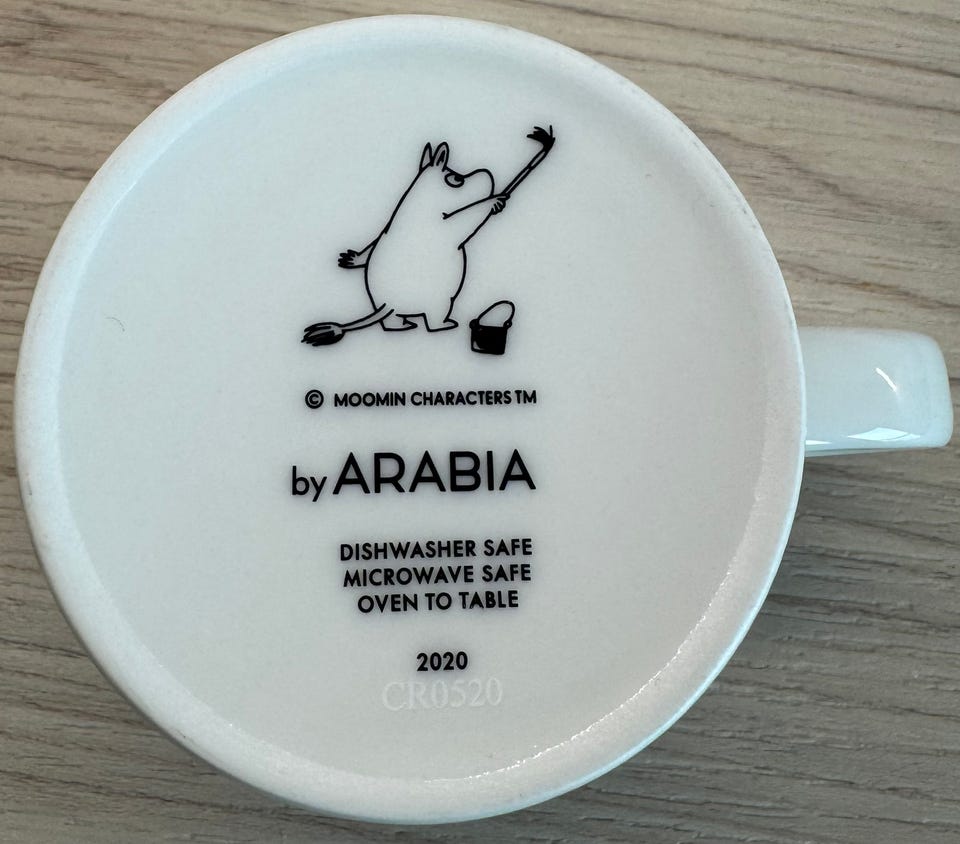 © MOOMIN CHARACTERS TM
by ARABIA
DISHWASHER SAFE
MICROWAVE SAFE
OVEN TO TABLE
2020
CR0520